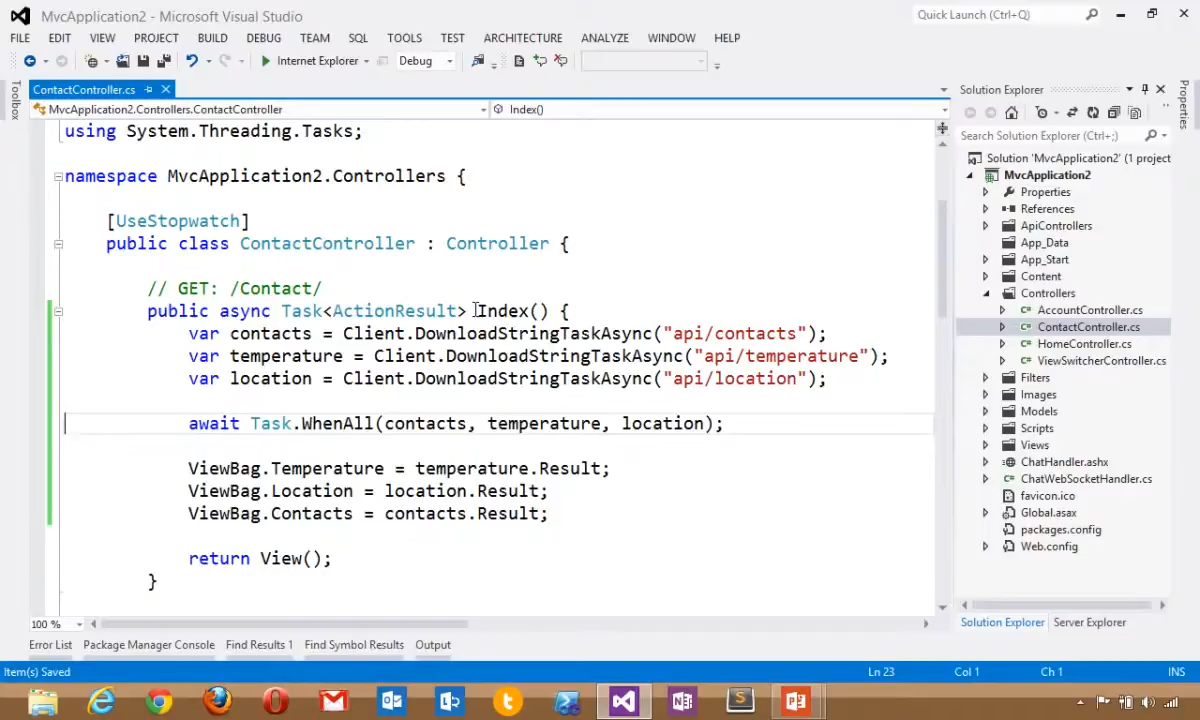 MvcApplication2 - Microsoft Visual Studio
Quick Launch (Ctrl+Q)
FILE EDIT VIEW PROJECT BUILD DEBUG TEAM SQL TOOLS TEST ARCHITECTURE ANALYZE WINDOW HELP
Internet Explorer Debug
Toolbox
ContactController.cs
MvcApplication2.Controllers.ContactController Index()
using System.Threading.Tasks;
namespace MvcApplication2.Controllers {
[UseStopwatch]
public class ContactController : Controller {
// GET: /Contact/
public async Task<ActionResult> Index() {
var contacts = Client.DownloadStringTaskAsync("api/contacts");
var temperature = Client.DownloadStringTaskAsync("api/temperature");
var location = Client.DownloadStringTaskAsync("api/location");
await Task.WhenAll(contacts, temperature, location);
ViewBag.Temperature = temperature.Result;
ViewBag.Location = location.Result;
ViewBag.Contacts = contacts.Result;
return View();
}
100 %
Solution Explorer
Search Solution Explorer (Ctrl+;)
Solution 'MvcApplication2' (1 project
MvcApplication2
Properties
References
ApiControllers
App_Data
App_Start
Content
Controllers
AccountController.cs
ContactController.cs
HomeController.cs
ViewSwitcherController.cs
Filters
Images
Models
Scripts
Views
ChatHandler.ashx
ChatWebSocketHandler.cs
favicon.ico
Global.asax
packages.config
Web.config
Solution Explorer Server Explorer
Properties
Error List Package Manager Console Find Results 1 Find Symbol Results Output
Item(s) Saved Ln 23 Col 1 Ch 1 INS